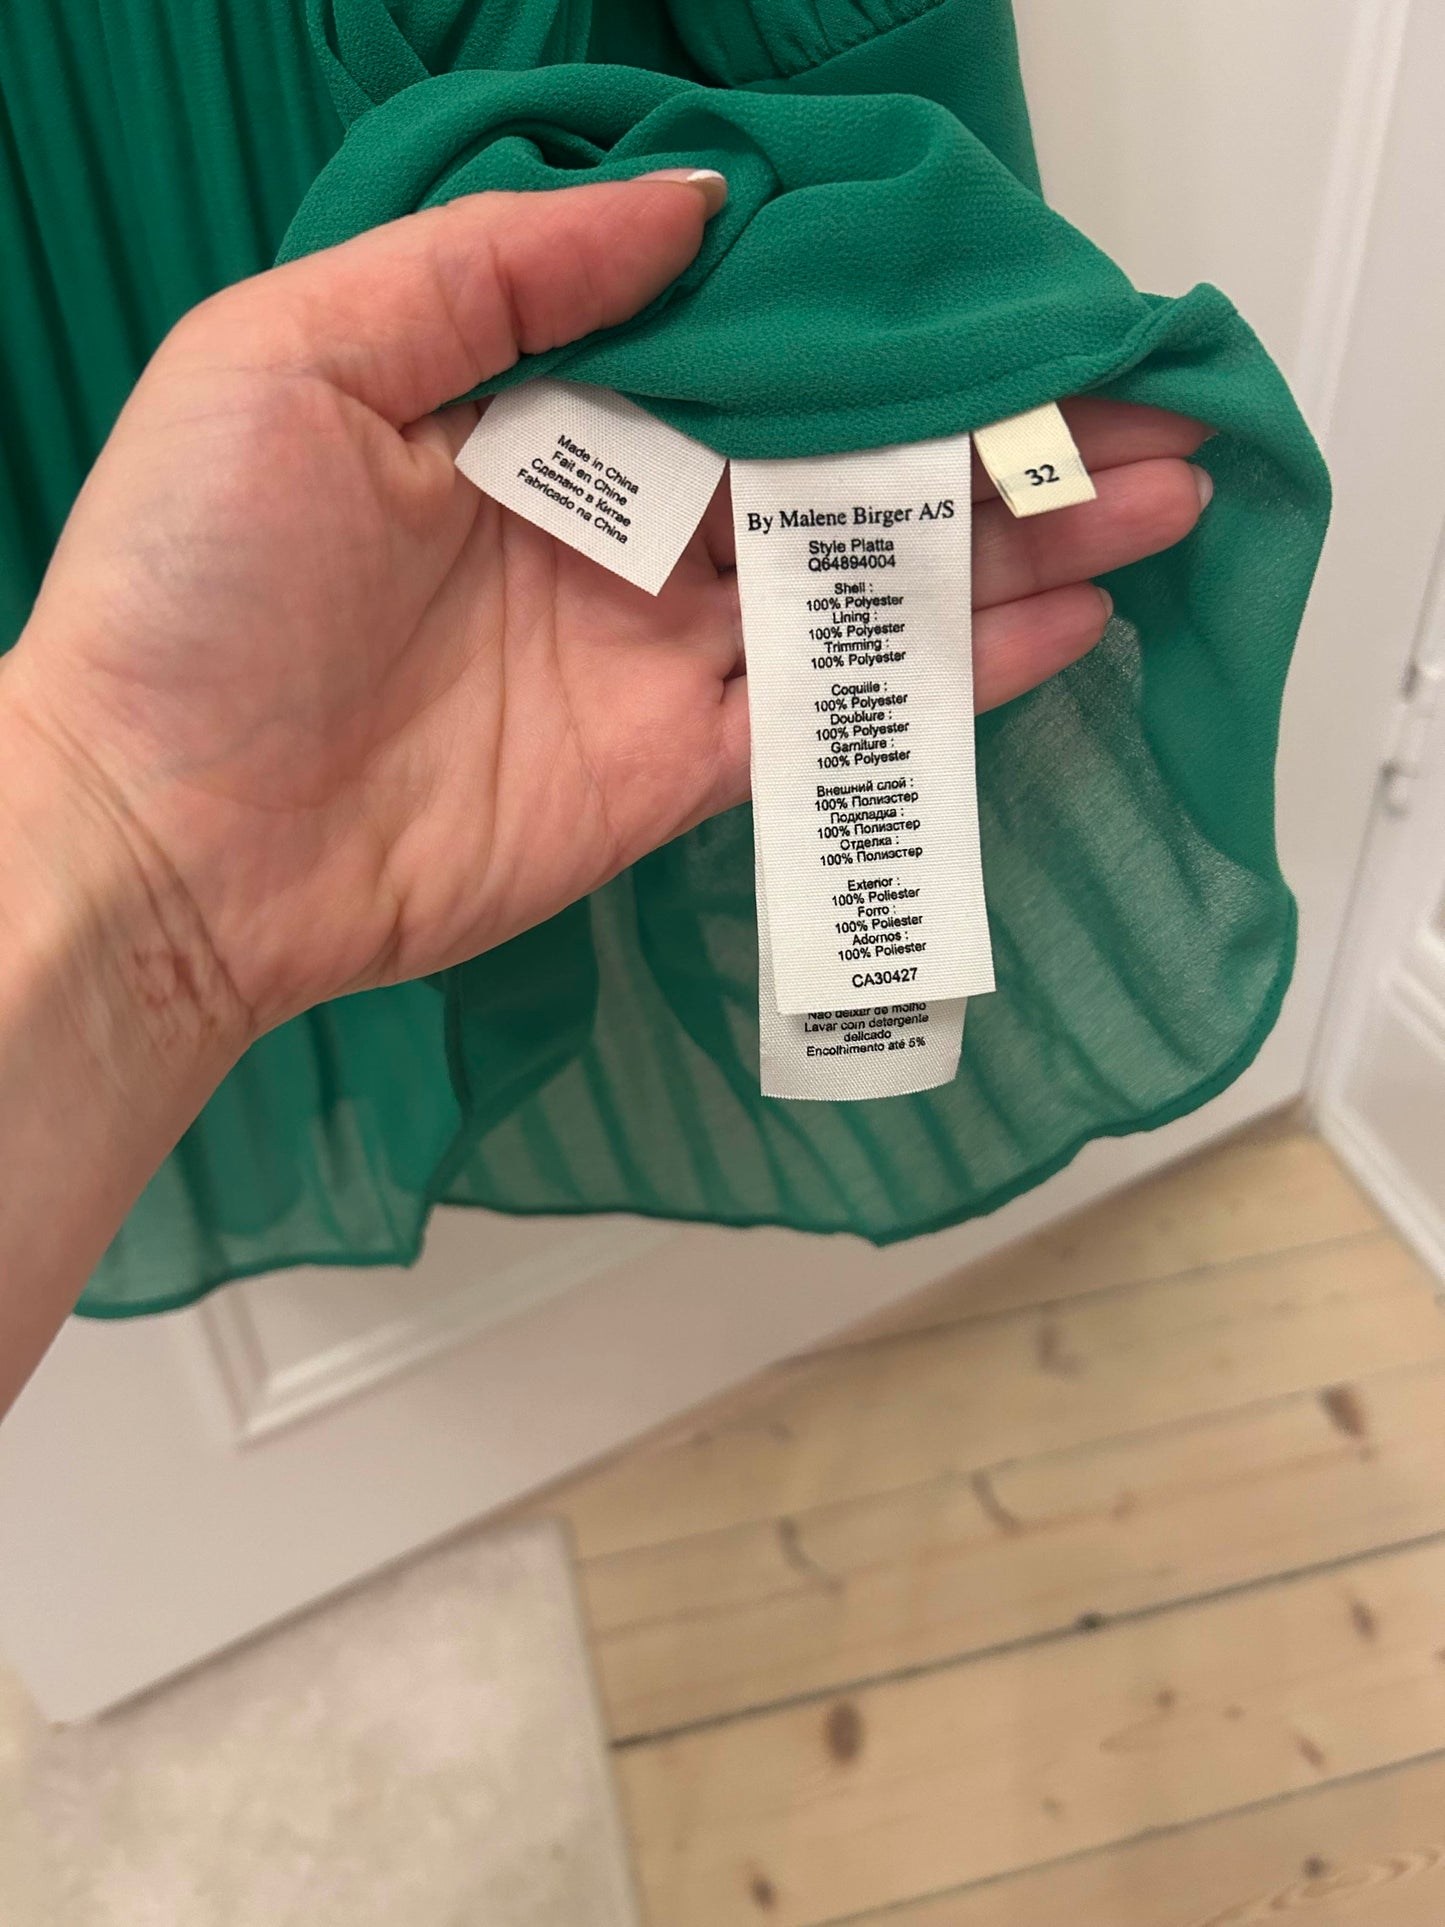 Made in China
Fait en Chine
Сделано в Китае
Fabricado na China
32
By Malene Birger A/S
Style Platta
Q64894004
Shell :
100% Polyester
Lining :
100% Polyester
Trimming :
100% Polyester
Coquille :
100% Polyester
Doublure :
100% Polyester
Garniture :
100% Polyester
Внешний слой :
100% Полиэстер
Подкладка :
100% Полиэстер
Отделка :
100% Полиэстер
Exterior :
100% Poliester
Forro :
100% Poliester
Adornos :
100% Poliester
CA30427
Não deixar de molho
Lavar com detergente
delicado
Encolhimento até 5%